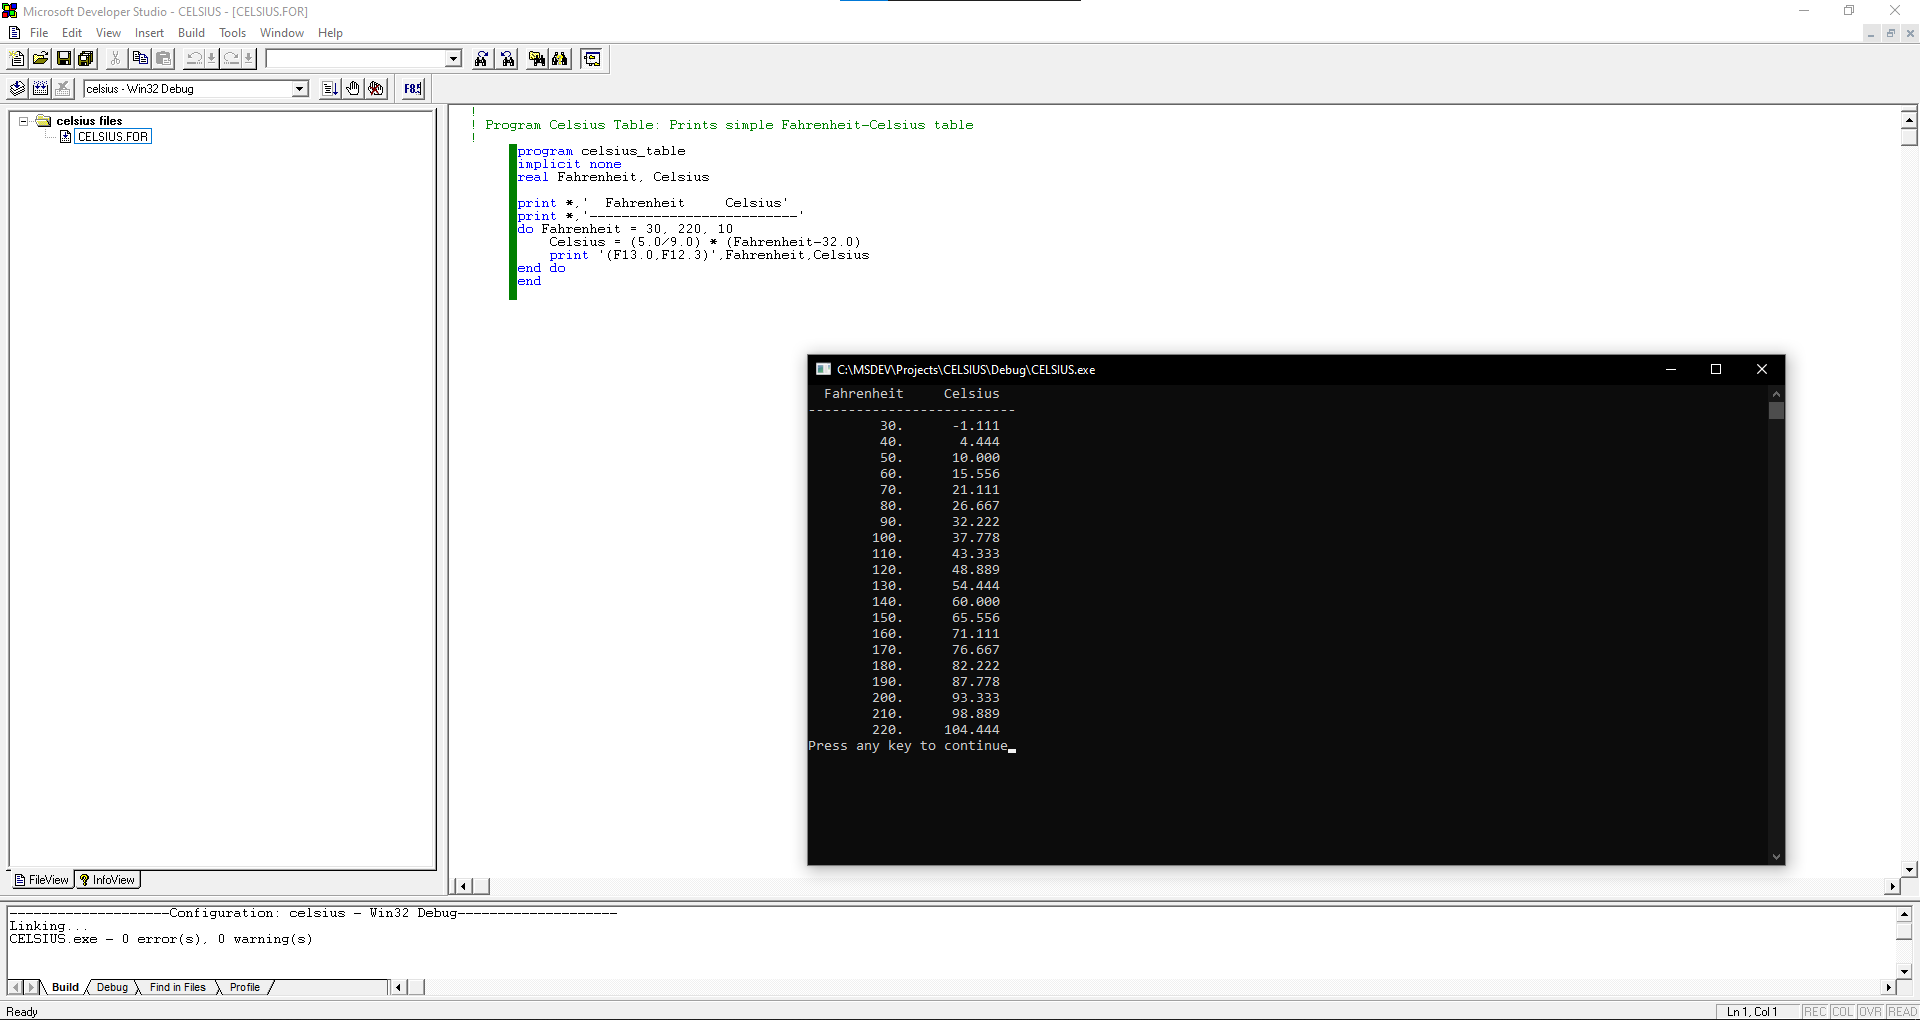 Microsoft Developer Studio - CELSIUS - [CELSIUS.FOR]
File Edit View Insert Build Tools Window Help
celsius - Win32 Debug
F8
celsius files
CELSIUS.FOR
FileView InfoView
!
! Program Celsius Table: Prints simple Fahrenheit-Celsius table
!
program celsius_table
implicit none
real Fahrenheit, Celsius
print *,'  Fahrenheit     Celsius'
print *,'--------------------------'
do Fahrenheit = 30, 220, 10
    Celsius = (5.0/9.0) * (Fahrenheit-32.0)
    print '(F13.0,F12.3)',Fahrenheit,Celsius
end do
end
C:\MSDEV\Projects\CELSIUS\Debug\CELSIUS.exe
Fahrenheit     Celsius
--------------------------
30.      -1.111
40.       4.444
50.      10.000
60.      15.556
70.      21.111
80.      26.667
90.      32.222
100.      37.778
110.      43.333
120.      48.889
130.      54.444
140.      60.000
150.      65.556
160.      71.111
170.      76.667
180.      82.222
190.      87.778
200.      93.333
210.      98.889
220.     104.444
Press any key to continue
--------------------Configuration: celsius - Win32 Debug--------------------
Linking...
CELSIUS.exe - 0 error(s), 0 warning(s)
Build Debug Find in Files Profile
Ready
Ln 1, Col 1 REC COL OVR READ